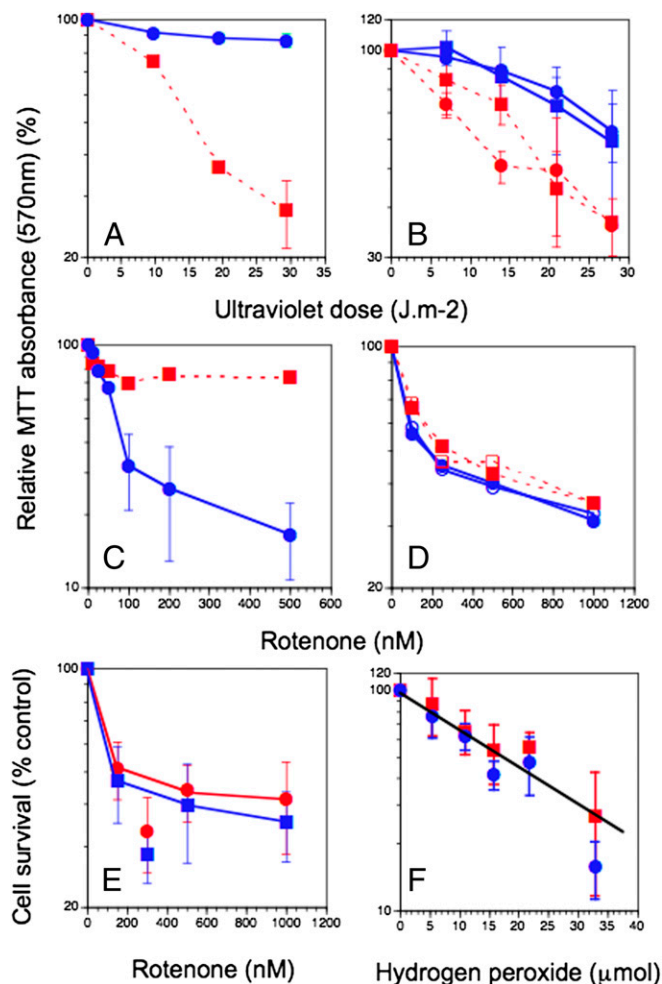 100
20
A
0 5 10 15 20 25 30 35
120
100
30
B
0 5 10 15 20 25 30
Ultraviolet dose (J.m-2)
Relative MTT absorbance (570nm) (%)
100
10
C
0 100 200 300 400 500 600
100
20
D
0 200 400 600 800 1000 1200
Rotenone (nM)
Cell survival (% control)
100
20
E
0 200 400 600 800 1000 1200
Rotenone (nM)
120
100
10
F
0 5 10 15 20 25 30 35 40
Hydrogen peroxide (μmol)